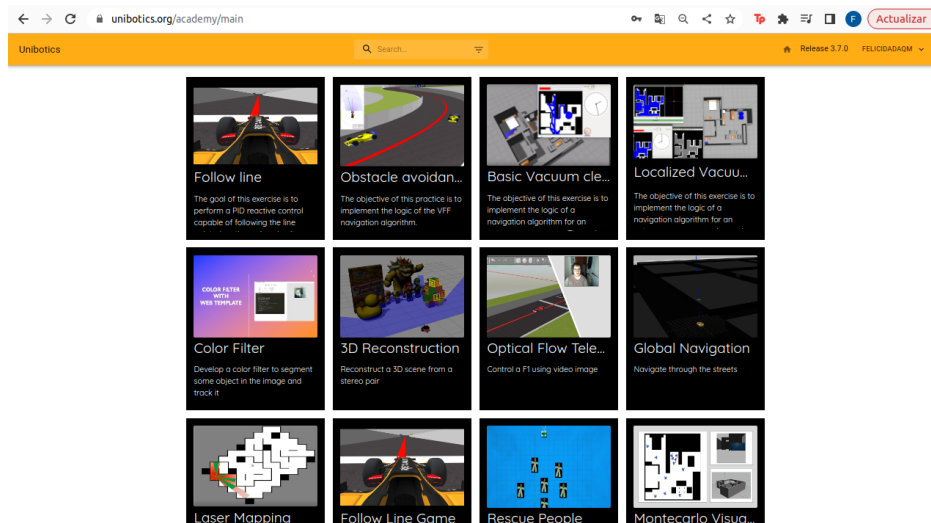 unibotics.org/academy/main
Tp
F
Actualizar
Unibotics
Search...
Release 3.7.0
FELICIDADAQM
Follow line
The goal of this exercise is to
perform a PID reactive control
capable of following the line
Obstacle avoidan...
The objective of this practice is to
implement the logic of the VFF
navigation algorithm.
Basic Vacuum cle...
The objective of this exercise is to
implement the logic of a
navigation algorithm for an
Localized Vacuu...
The objective of this exercise is to
implement the logic of a
navigation algorithm for an
COLOR FILTER
WITH
WEB TEMPLATE
Color Filter
Develop a color filter to segment
some object in the image and
track it
3D Reconstruction
Reconstruct a 3D scene from a
stereo pair
Optical Flow Tele...
Control a F1 using video image
Global Navigation
Navigate through the streets
Laser Mapping
Follow Line Game
Rescue People
Montecarlo Visua...